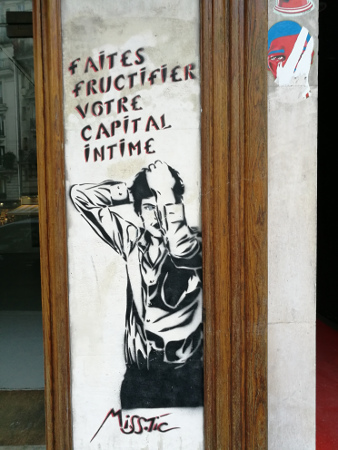 FAITES
FRUCTIFIER
VOTRE
CAPITAL
INTIME
MISS.TIC